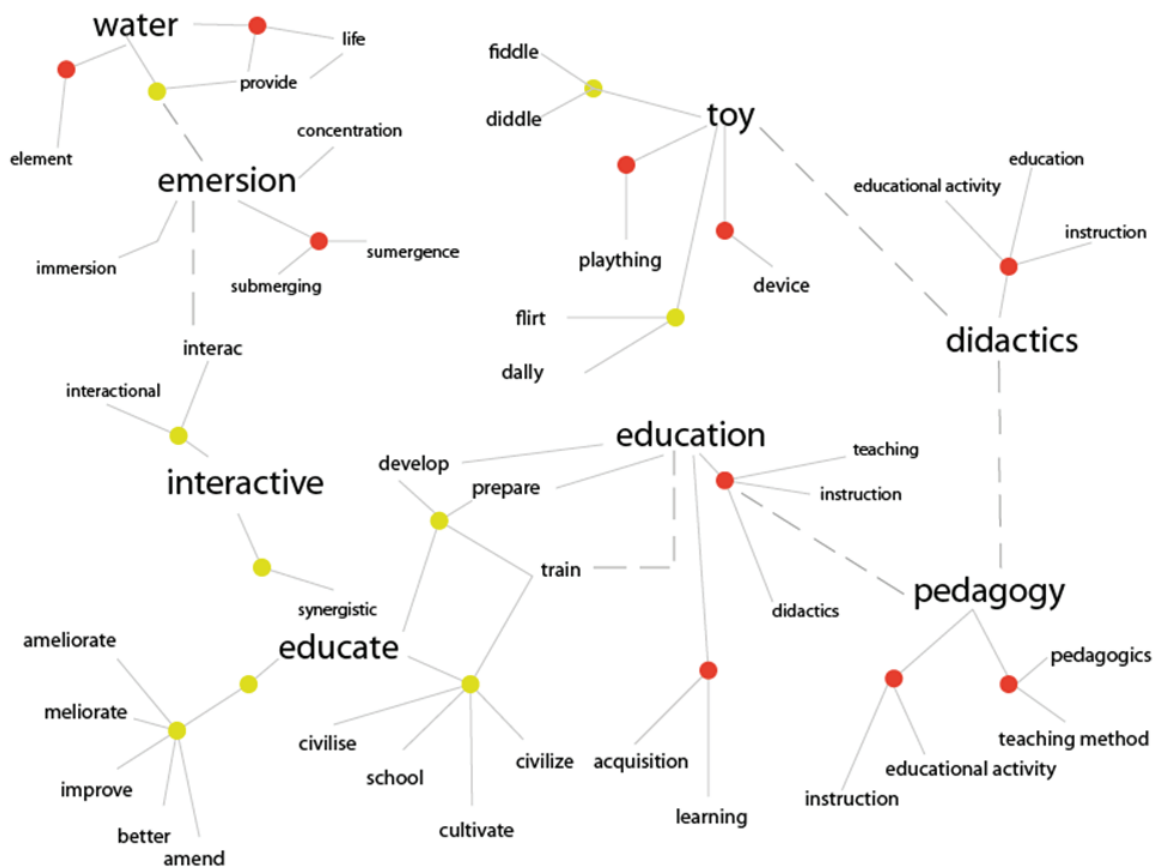 water
life
provide
element
concentration
emersion
immersion
sumergence
submerging
interac
interactional
interactive
synergistic
fiddle
diddle
toy
plaything
device
flirt
dally
education
educational activity
instruction
didactics
education
develop
prepare
teaching
instruction
train
didactics
pedagogy
pedagogics
teaching method
educational activity
instruction
educate
ameliorate
meliorate
improve
better
amend
civilise
school
cultivate
civilize
acquisition
learning